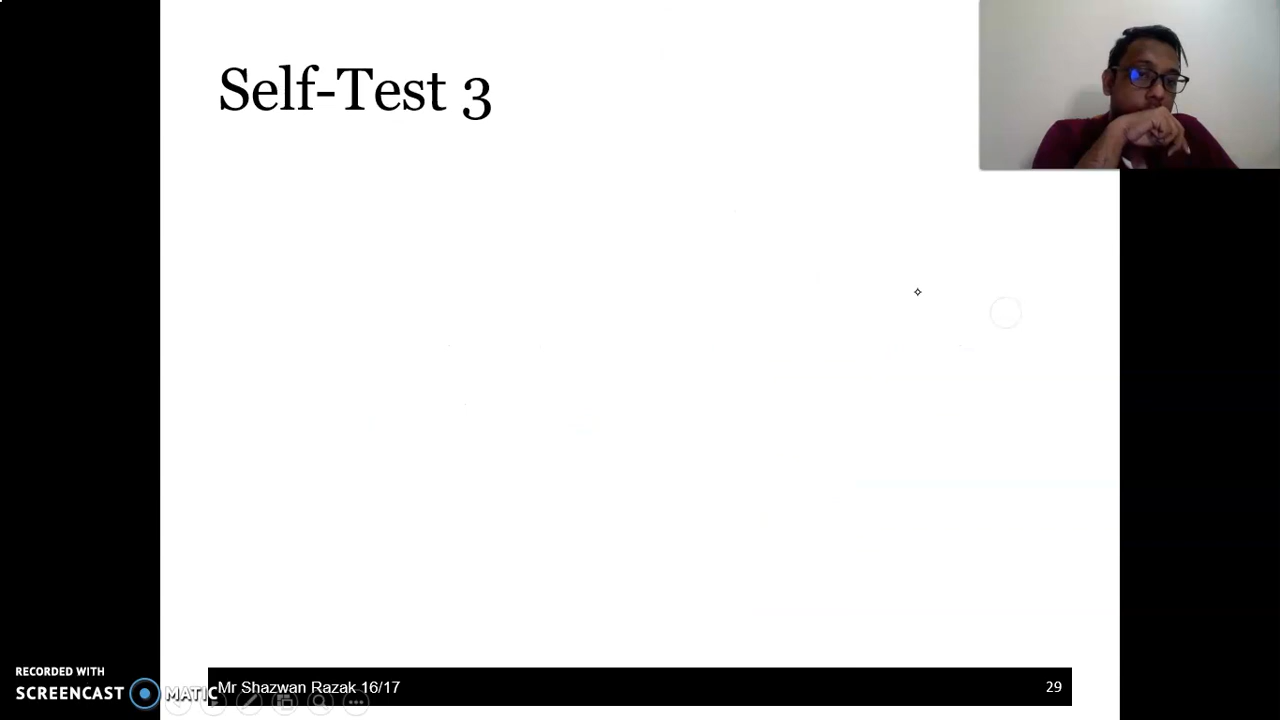 Self-Test 3
RECORDED WITH
SCREENCAST MATIC
Mr Shazwan Razak 16/17
29